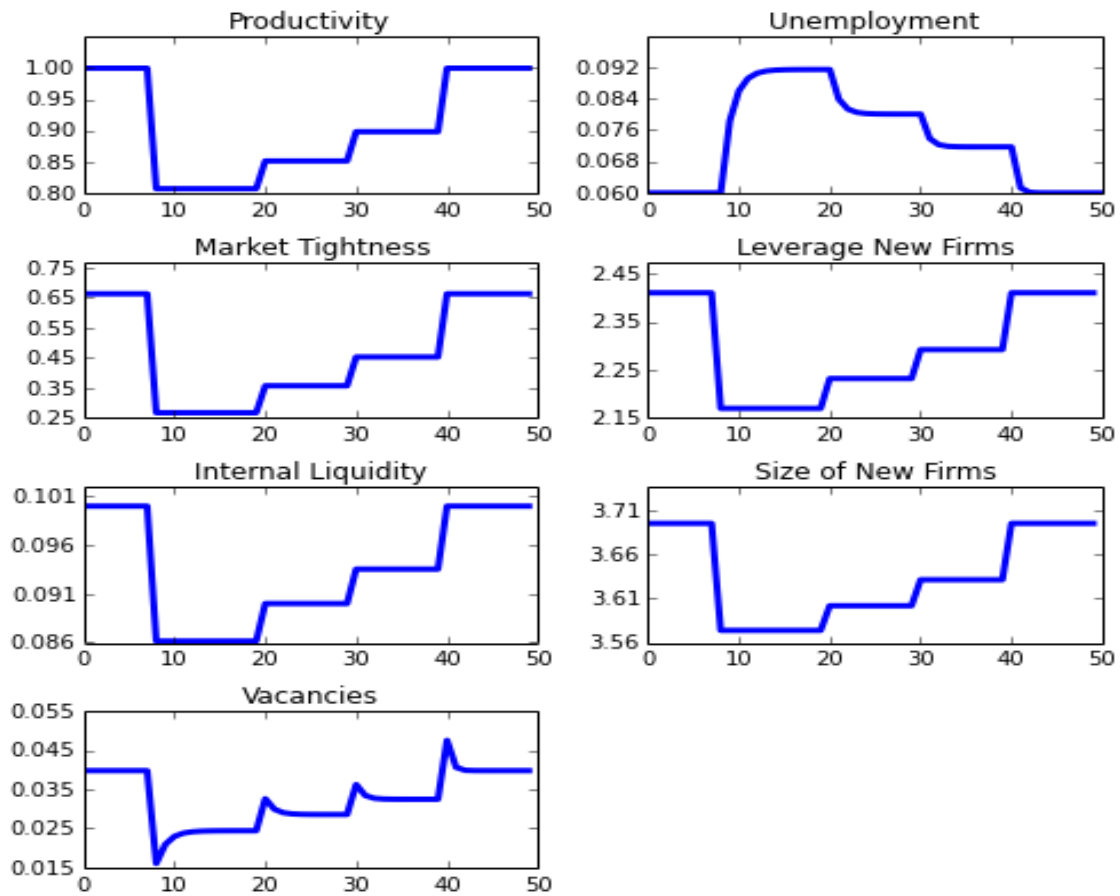 Productivity
1.00
0.95
0.90
0.85
0.80
0 10 20 30 40 50
Unemployment
0.092
0.084
0.076
0.068
0.060
0 10 20 30 40 50
Market Tightness
0.75
0.65
0.55
0.45
0.35
0.25
0 10 20 30 40 50
Leverage New Firms
2.45
2.35
2.25
2.15
0 10 20 30 40 50
Internal Liquidity
0.101
0.096
0.091
0.086
0 10 20 30 40 50
Size of New Firms
3.71
3.66
3.61
3.56
0 10 20 30 40 50
Vacancies
0.055
0.045
0.035
0.025
0.015
0 10 20 30 40 50